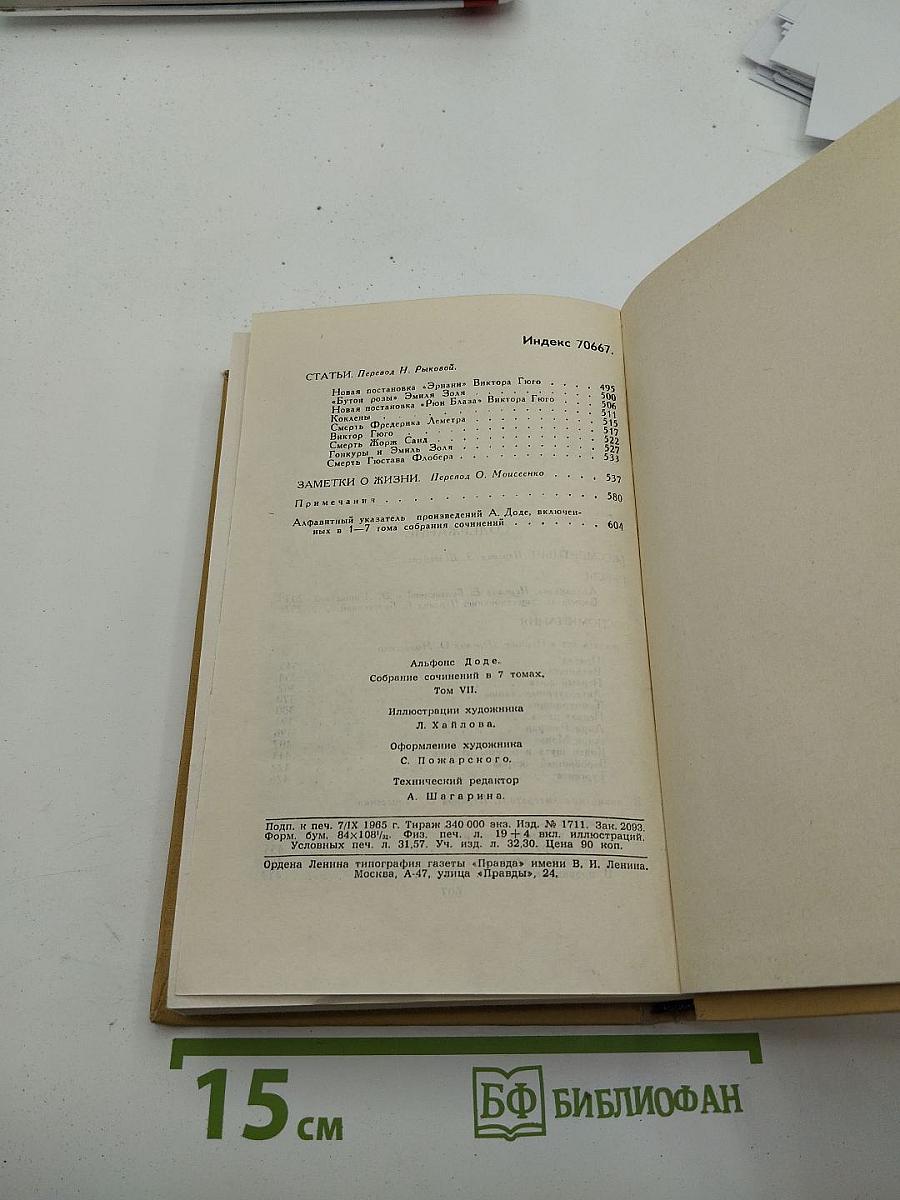 Индекс 70667.
СТАТЬИ. Перевод Н. Рыковой.
Новая постановка «Эрнани» Виктора Гюго . . . . 495
«Бутон розы» Эмиля Золя . . . . . . . . 500
Новая постановка «Рюи Блаза» Виктора Гюго . . 506
Коклены . . . . . . . . . . . . . 511
Смерть Фредерика Леметра . . . . . . . . 515
Виктор Гюго . . . . . . . . . . . . 517
Смерть Жорж Санд . . . . . . . . . . 522
Гонкуры и Эмиль Золя . . . . . . . . . 527
Смерть Гюстава Флобера . . . . . . . . . 533
ЗАМЕТКИ О ЖИЗНИ. Перевод О. Моисеенко . . . . 537
Примечания . . . . . . . . . . . . . 580
Алфавитный указатель произведений А. Доде, включен-
ных в 1—7 тома собрания сочинений . . . . . . . 604
Альфонс Доде.
Собрание сочинений в 7 томах.
Том VII.
Иллюстрации художника
Л. Хайлова.
Оформление художника
С. Пожарского.
Технический редактор
А. Шагарина.
Подп. к печ. 7/IX 1965 г. Тираж 340 000 экз. Изд. № 1711. Зак. 2093.
Форм. бум. 84×108¹/₃₂. Физ. печ. л. 19+4 вкл. иллюстраций.
Условных печ. л. 31,57. Уч. изд. л. 32,30. Цена 90 коп.
Ордена Ленина типография газеты «Правда» имени В. И. Ленина.
Москва, А-47, улица «Правды», 24.
15 см
БФ БИБЛИОФАН